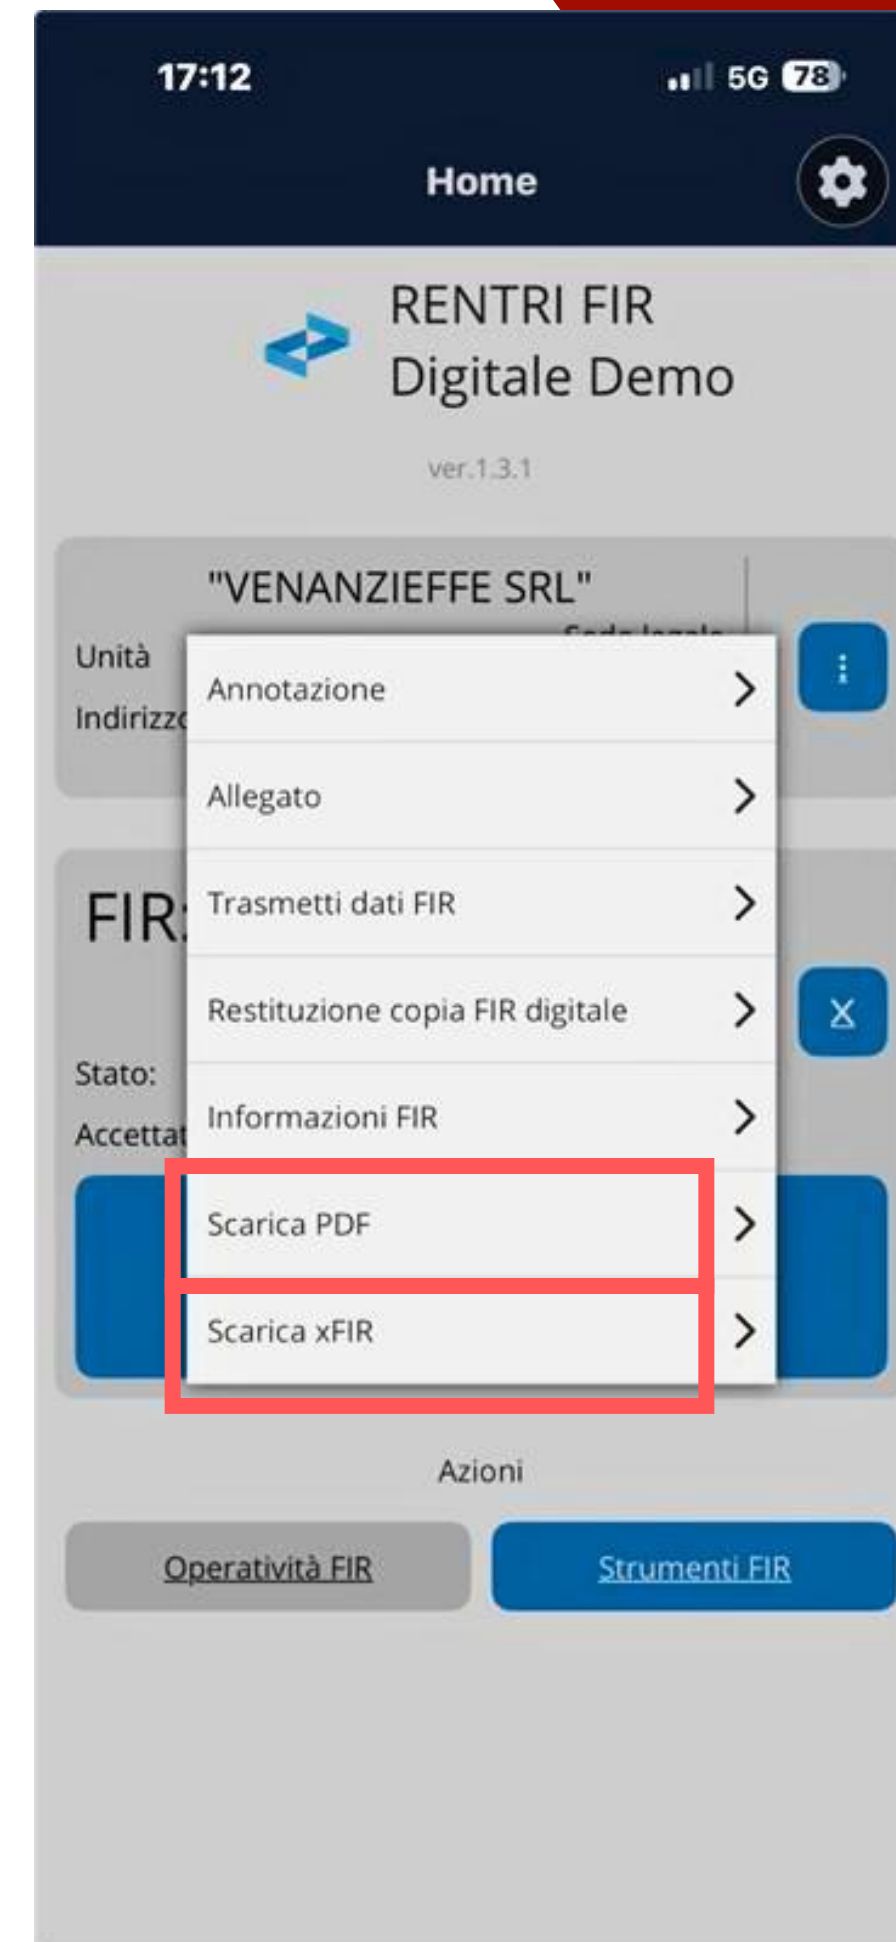 17:12
5G 78
Home
RENTRI FIR
Digitale Demo
ver.1.3.1
"VENANZIEFFE SRL"
Unità
Indirizzo
Annotazione
Allegato
FIR:
Trasmetti dati FIR
Restituzione copia FIR digitale
Stato:
Informazioni FIR
Scarica PDF
Scarica xFIR
Azioni
Operatività FIR
Strumenti FIR